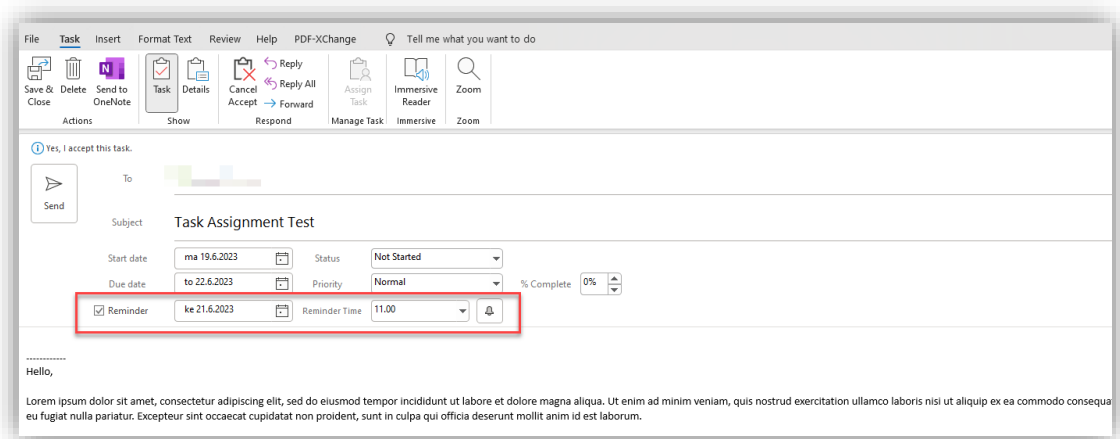 File Task Insert Format Text Review Help PDF-XChange Tell me what you want to do
Save & Close Delete Send to OneNote Task Details Cancel Accept Reply Reply All Forward Assign Task Immersive Reader Zoom
Actions Show Respond Manage Task Immersive Zoom
Yes, I accept this task.
Send
To
Subject Task Assignment Test
Start date ma 19.6.2023 Status Not Started
Due date to 22.6.2023 Priority Normal % Complete 0%
Reminder ke 21.6.2023 Reminder Time 11.00
------------
Hello,
Lorem ipsum dolor sit amet, consectetur adipiscing elit, sed do eiusmod tempor incididunt ut labore et dolore magna aliqua. Ut enim ad minim veniam, quis nostrud exercitation ullamco laboris nisi ut aliquip ex ea commodo consequa
eu fugiat nulla pariatur. Excepteur sint occaecat cupidatat non proident, sunt in culpa qui officia deserunt mollit anim id est laborum.